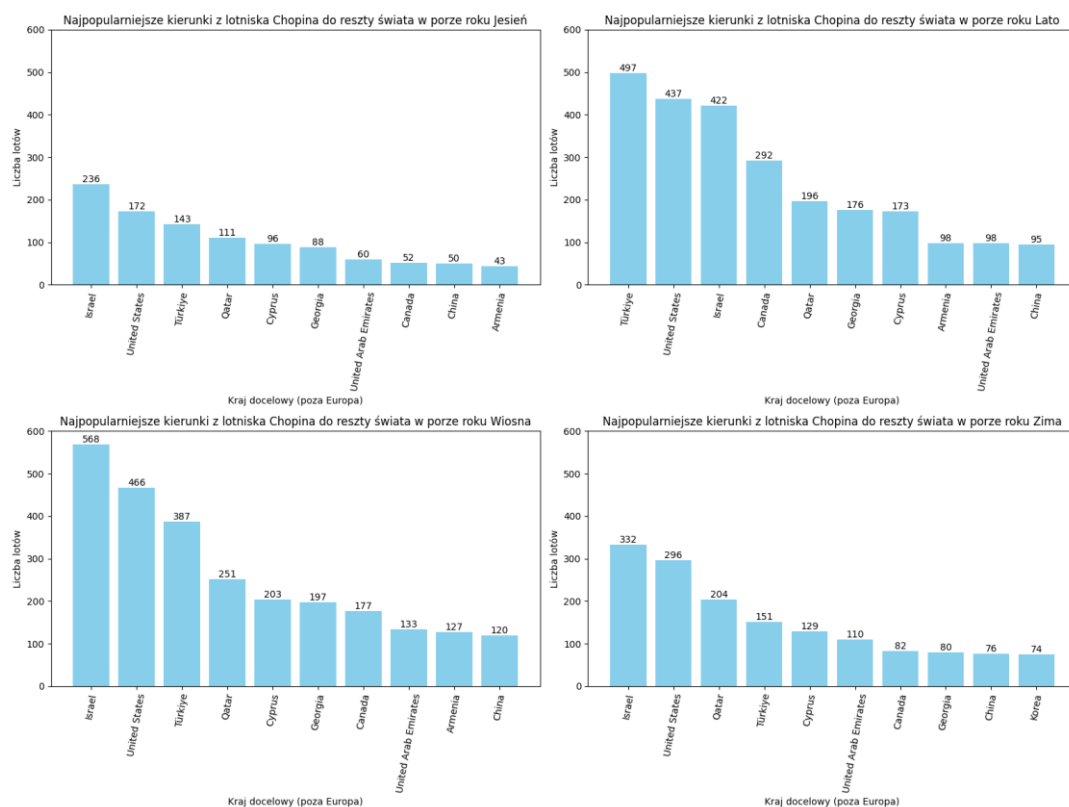 Najpopularniejsze kierunki z lotniska Chopina do reszty świata w porze roku Jesień
600
500
400
300
200
100
0
Liczba lotów
236
172
143
111
96
88
60
52
50
43
Israel
United States
Türkiye
Qatar
Cyprus
Georgia
United Arab Emirates
Canada
China
Armenia
Kraj docelowy (poza Europa)
Najpopularniejsze kierunki z lotniska Chopina do reszty świata w porze roku Lato
600
500
400
300
200
100
0
Liczba lotów
497
437
422
292
196
176
173
98
98
95
Türkiye
United States
Israel
Canada
Qatar
Georgia
Cyprus
Armenia
United Arab Emirates
China
Kraj docelowy (poza Europa)
Najpopularniejsze kierunki z lotniska Chopina do reszty świata w porze roku Wiosna
600
500
400
300
200
100
0
Liczba lotów
568
466
387
251
203
197
177
133
127
120
Israel
United States
Türkiye
Qatar
Cyprus
Georgia
Canada
United Arab Emirates
Armenia
China
Kraj docelowy (poza Europa)
Najpopularniejsze kierunki z lotniska Chopina do reszty świata w porze roku Zima
600
500
400
300
200
100
0
Liczba lotów
332
296
204
151
129
110
82
80
76
74
Israel
United States
Qatar
Türkiye
Cyprus
United Arab Emirates
Canada
Georgia
China
Korea
Kraj docelowy (poza Europa)